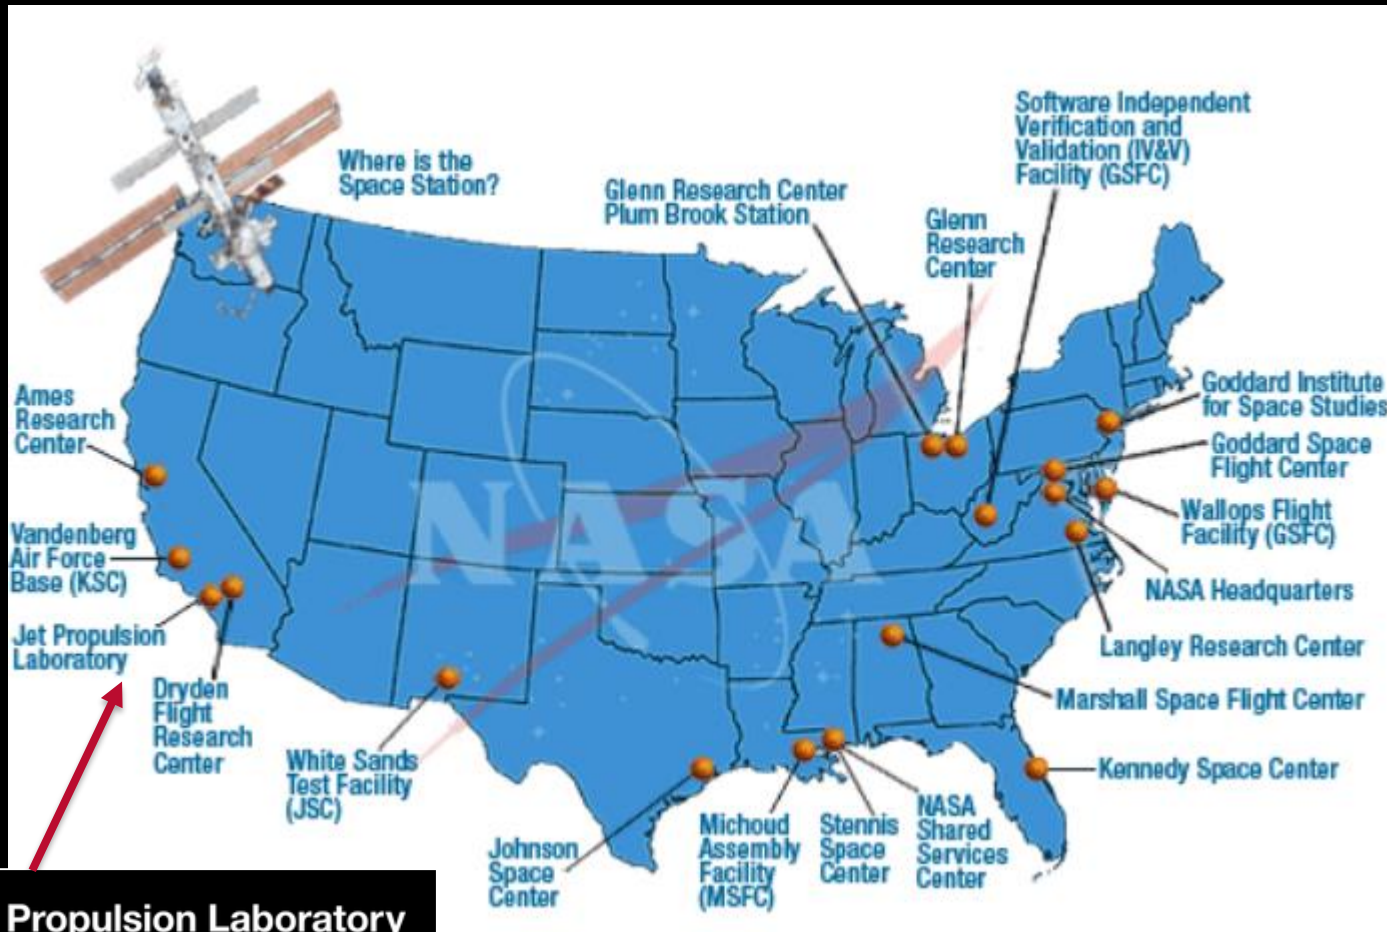 Where is the
Space Station?
Software Independent
Verification and
Validation (IV&V)
Facility (GSFC)
Glenn Research Center
Plum Brook Station
Glenn
Research
Center
Ames
Research
Center
Goddard Institute
for Space Studies
Goddard Space
Flight Center
Wallops Flight
Facility (GSFC)
Vandenberg
Air Force
Base (KSC)
NASA
NASA Headquarters
Jet Propulsion
Laboratory
Langley Research Center
Dryden
Flight
Research
Center
Marshall Space Flight Center
White Sands
Test Facility
(JSC)
Kennedy Space Center
Johnson
Space
Center
Michoud
Assembly
Facility
(MSFC)
Stennis
Space
Center
NASA
Shared
Services
Center
Propulsion Laboratory